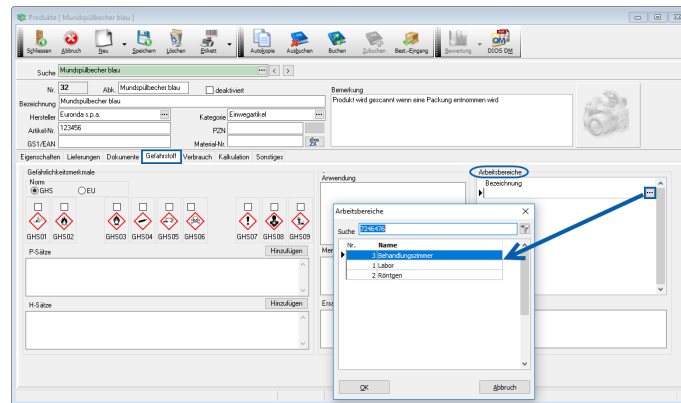 Produkte [ Mundspülbecher blau ]
Schliessen Abbruch Neu Speichern Löschen Etikett Autokopie Ausbuchen Buchen Zubuchen Best.-Eingang Bewertung DIOS DM
Suche Mundspülbecher blau
Nr. 32 Abk. Mundspülbecher blau deaktiviert
Bemerkung
Produkt wird gescannt wenn eine Packung entnommen wird
Bezeichnung Mundspülbecher blau
Hersteller Euronda s.p.a. Kategorie Einwegartikel
Artikel-Nr. 123456 PZN
GS1/EAN Material-Nr.
Eigenschaften Lieferungen Dokumente Gefahrstoff Verbrauch Kalkulation Sonstiges
Gefährlichkeitsmerkmale
Norm
GHS EU
GHS01 GHS02 GHS03 GHS04 GHS05 GHS06 GHS07 GHS08 GHS09
P-Sätze Hinzufügen
H-Sätze Hinzufügen
Anwendung
Arbeitsbereiche
Bezeichnung
Arbeitsbereiche
Suche 7246476
Nr. Name
3 Behandlungszimmer
1 Labor
2 Röntgen
OK Abbruch